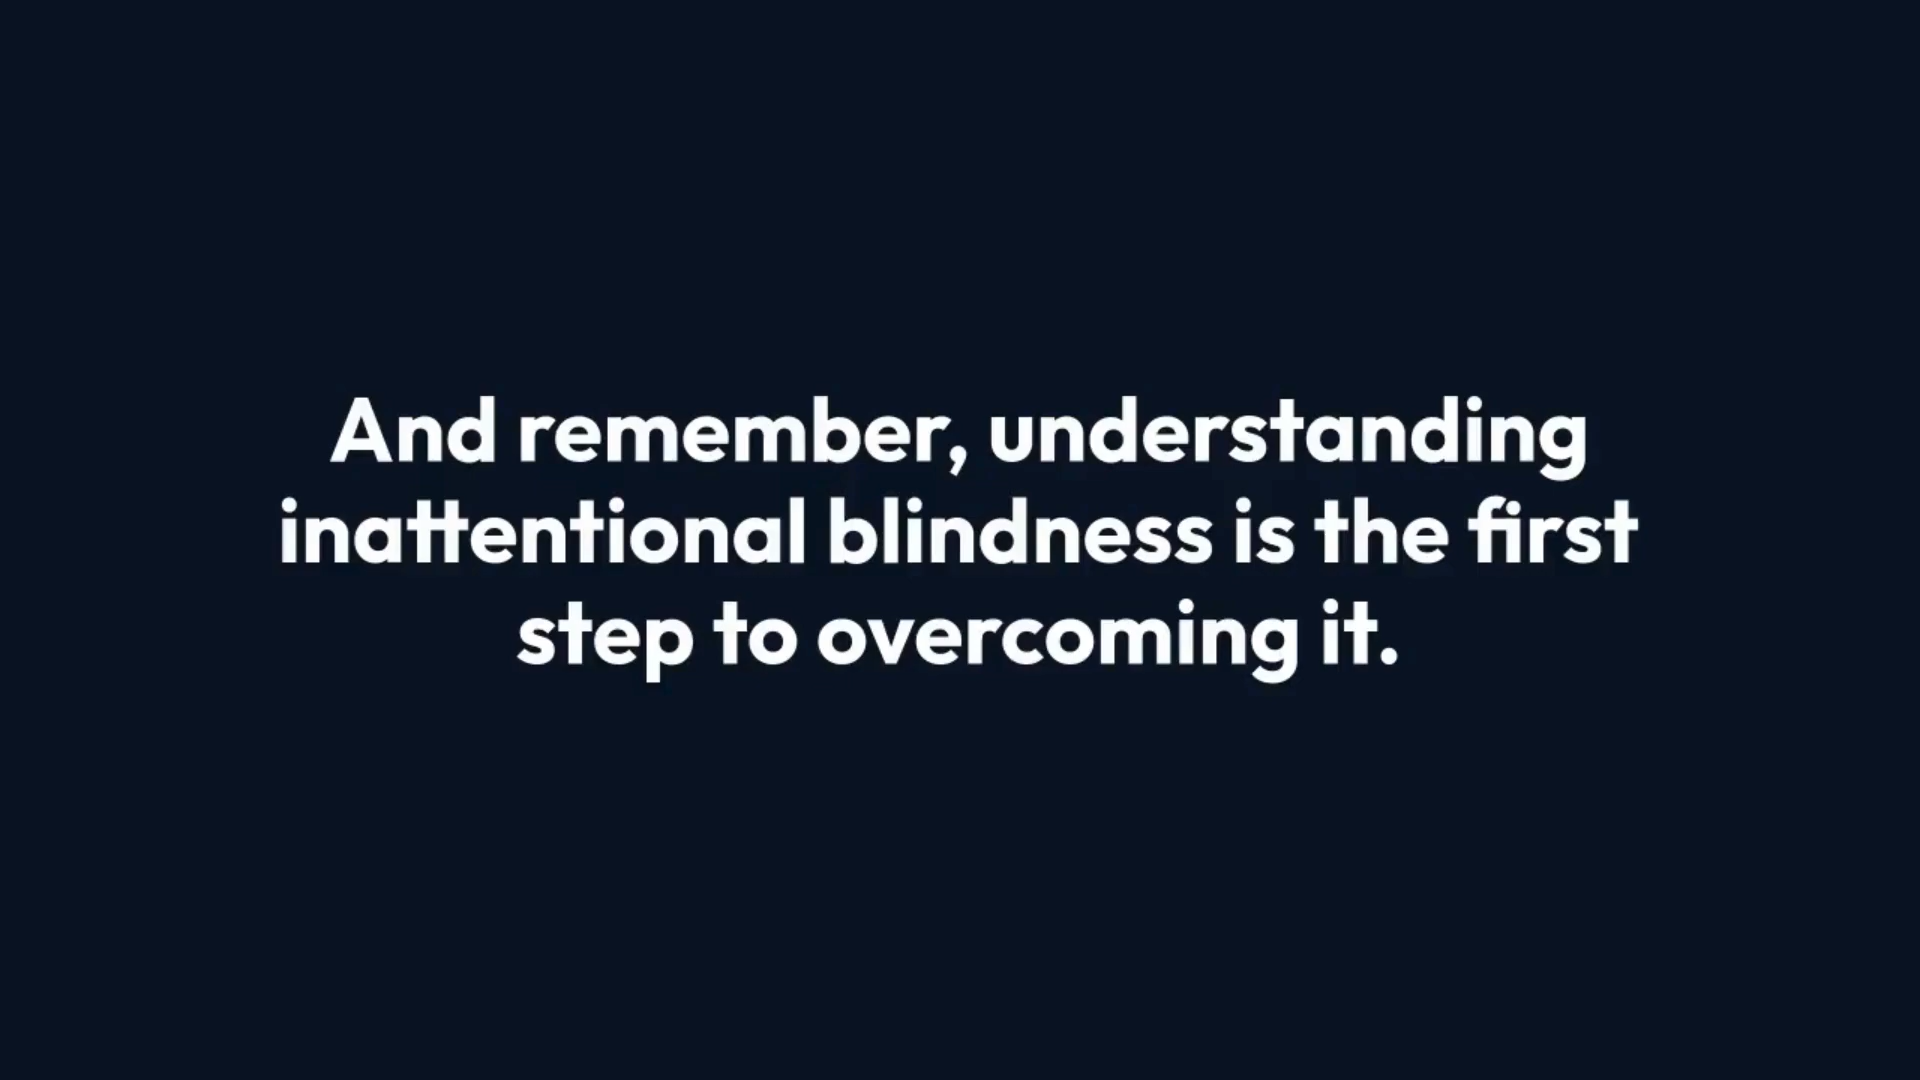 And remember, understanding
inattentional blindness is the first
step to overcoming it.